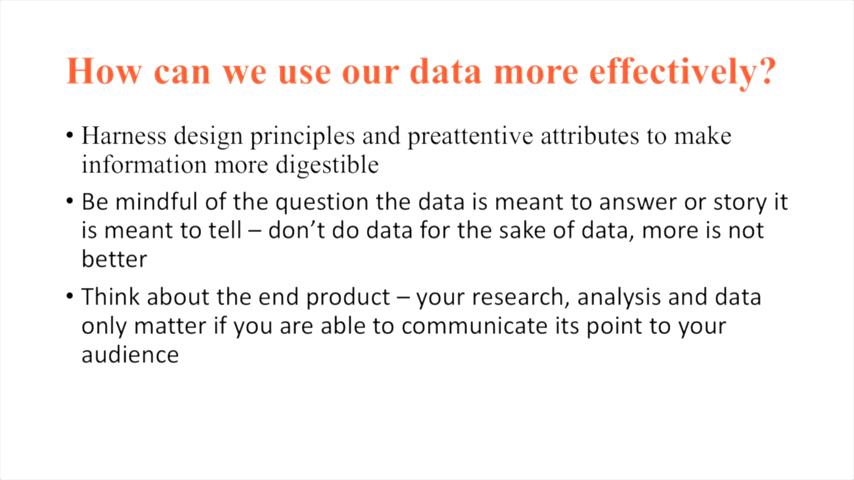 How can we use our data more effectively?
• Harness design principles and preattentive attributes to make
information more digestible
• Be mindful of the question the data is meant to answer or story it
is meant to tell – don’t do data for the sake of data, more is not
better
• Think about the end product – your research, analysis and data
only matter if you are able to communicate its point to your
audience